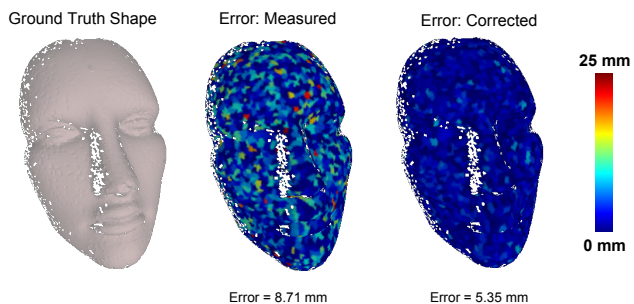 Ground Truth Shape
Error: Measured
Error: Corrected
25 mm
0 mm
Error = 8.71 mm
Error = 5.35 mm